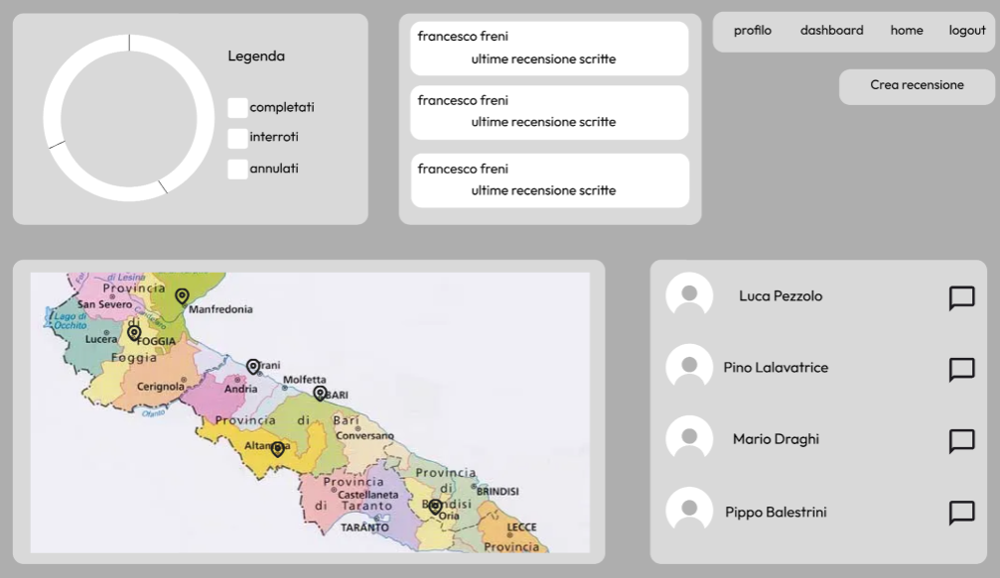 Legenda
completati
interroti
annulati
francesco freni
ultime recensione scritte
francesco freni
ultime recensione scritte
francesco freni
ultime recensione scritte
profilo
dashboard
home
logout
Crea recensione
di Lesina
Provincia
San Severo
Manfredonia
Lago di
Occhito
di
Candelaro
Lucera
FOGGIA
Foggia
Trani
Molfetta
Cerignola
Andria
BARI
Ofanto
Provincia di Bari
Conversano
Altamura
Provincia
di
Brindisi
Provincia
di Taranto
Castellaneta
BRINDISI
Oria
TARANTO
LECCE
Provincia
Luca Pezzolo
Pino Lalavatrice
Mario Draghi
Pippo Balestrini